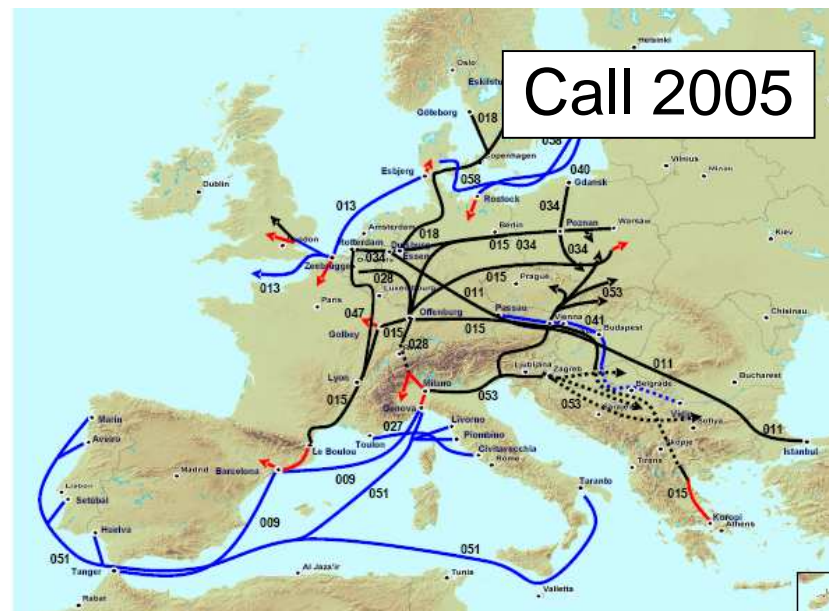 Call 2005
Helsinki
Oslo
Eskilstu
Göteborg
018
Copenhagen
058
040
Esbjerg
058
Rostock
Gdansk
Vilnius
Minsk
Dublin
013
034
Amsterdam
018
Berlin
Poznan
Warsaw
London
Rotterdam
Duisburg
Essen
015
034
034
Kiev
Zeebrugge
034
028
015
Prague
013
Luxembourg
011
053
Paris
Passau
Chisinau
047
Offenburg
015
Vienna
041
Golbey
015
Budapest
028
Lyon
Milano
053
Ljubljana
Zagreb
011
Bucharest
015
Genova
Belgrade
053
Marin
027
Livorno
Sofiya
011
Aveiro
Toulon
Piombino
Istanbul
Le Boulou
Civitavecchia
Skopje
Madrid
Barcelona
009
Rome
Tirana
Lisbon
051
Taranto
015
Setúbal
Koropi
Huelva
009
Athens
051
Tanger
Al Jaza'ir
051
Tunis
Valletta
Rabat